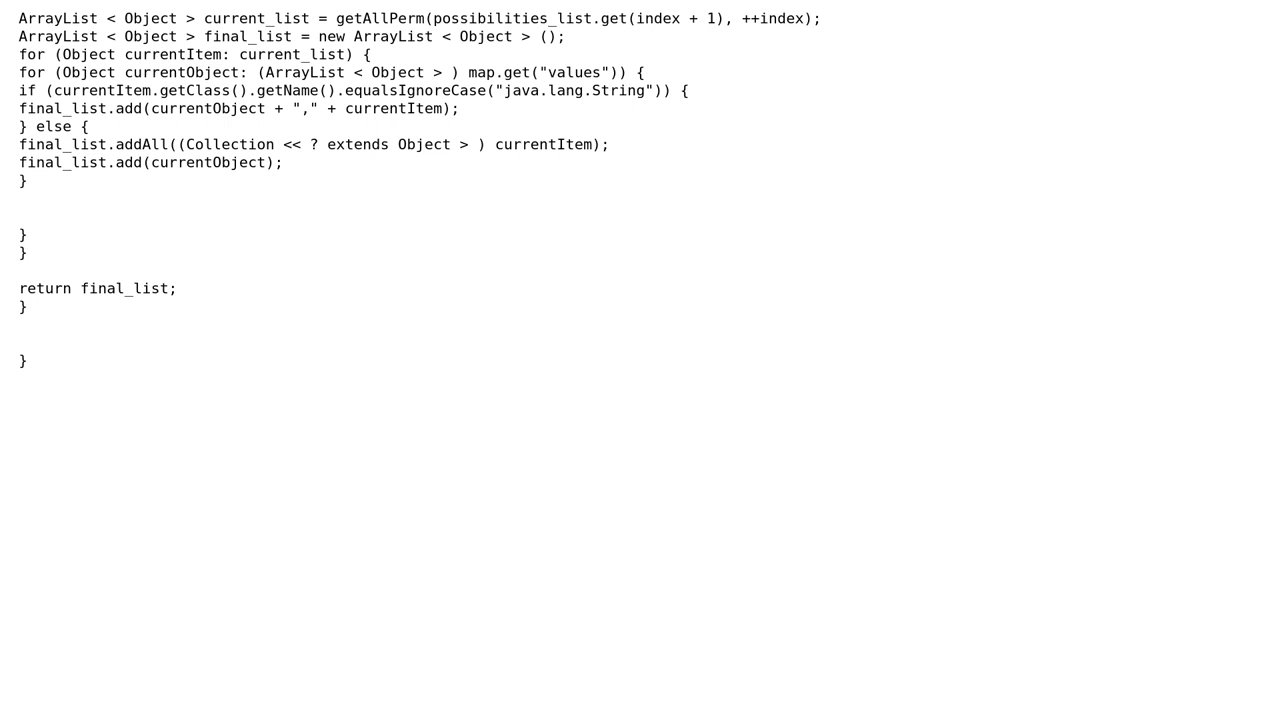 ArrayList < Object > current_list = getAllPerm(possibilities_list.get(index + 1), ++index);
ArrayList < Object > final_list = new ArrayList < Object > ();
for (Object currentItem: current_list) {
for (Object currentObject: (ArrayList < Object > ) map.get("values")) {
if (currentItem.getClass().getName().equalsIgnoreCase("java.lang.String")) {
final_list.add(currentObject + "," + currentItem);
} else {
final_list.addAll((Collection << ? extends Object > ) currentItem);
final_list.add(currentObject);
}
}
}
return final_list;
}
}